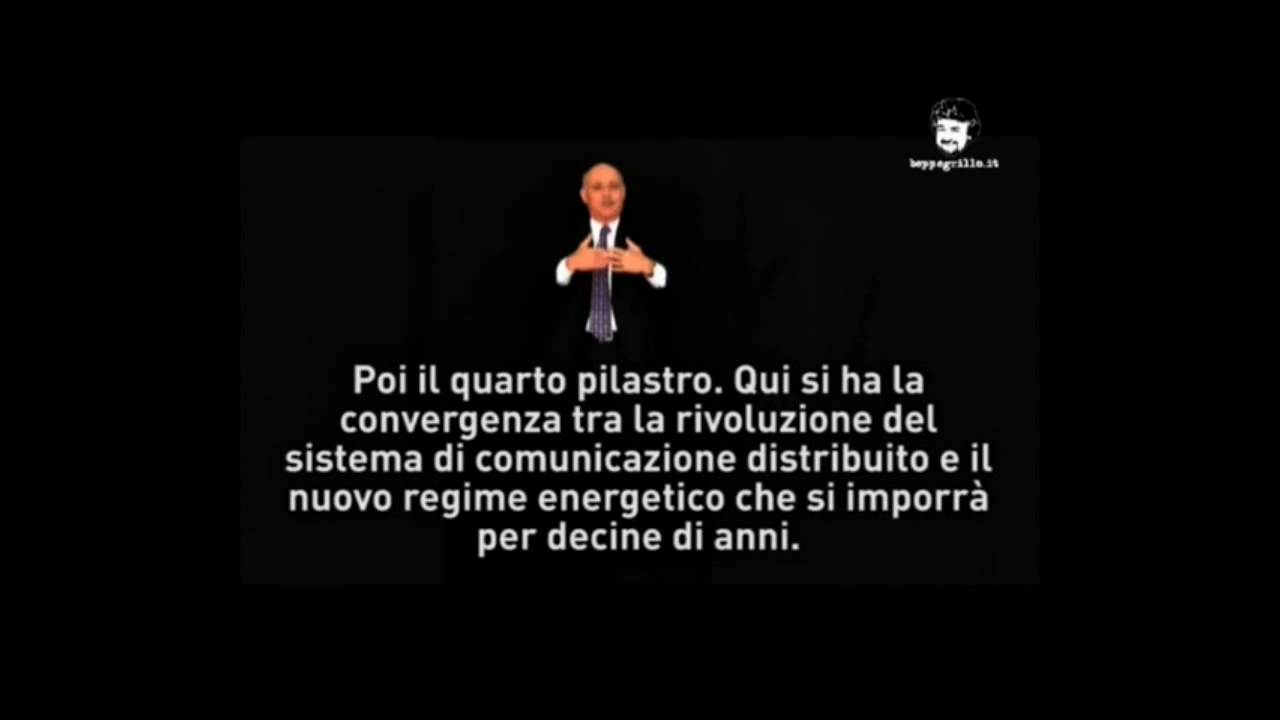 beppegrillo.it
Poi il quarto pilastro. Qui si ha la
convergenza tra la rivoluzione del
sistema di comunicazione distribuito e il
nuovo regime energetico che si imporrà
per decine di anni.